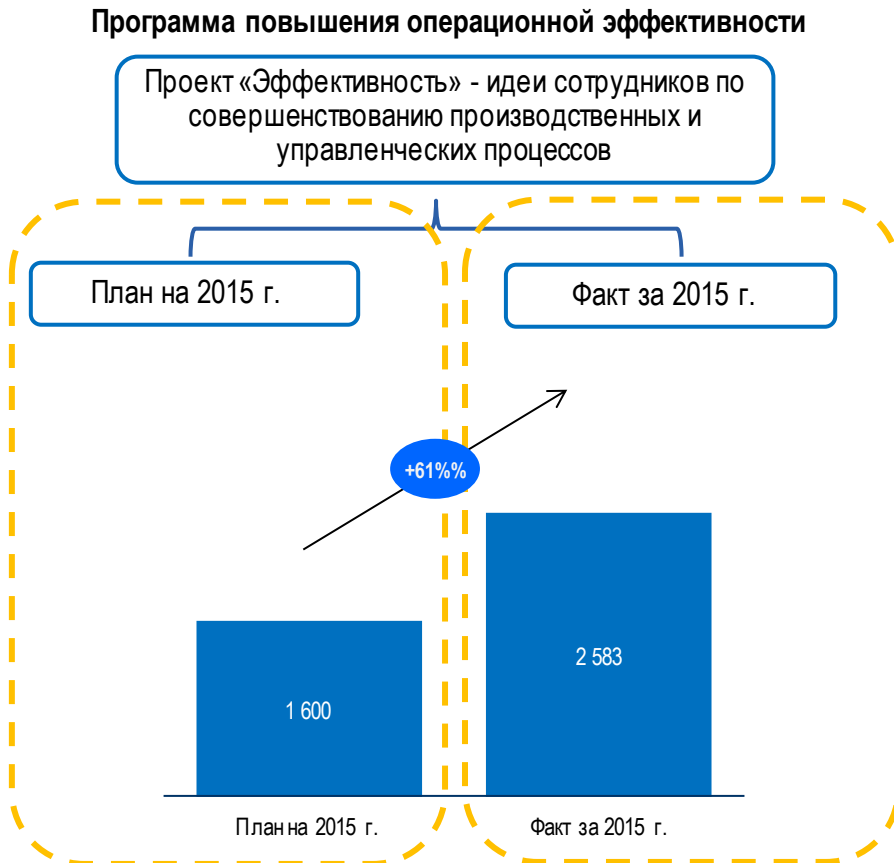 Программа повышения операционной эффективности
Проект «Эффективность» - идеи сотрудников по
совершенствованию производственных и
управленческих процессов
План на 2015 г.
Факт за 2015 г.
+61%%
2 583
1 600
План на 2015 г.
Факт за 2015 г.